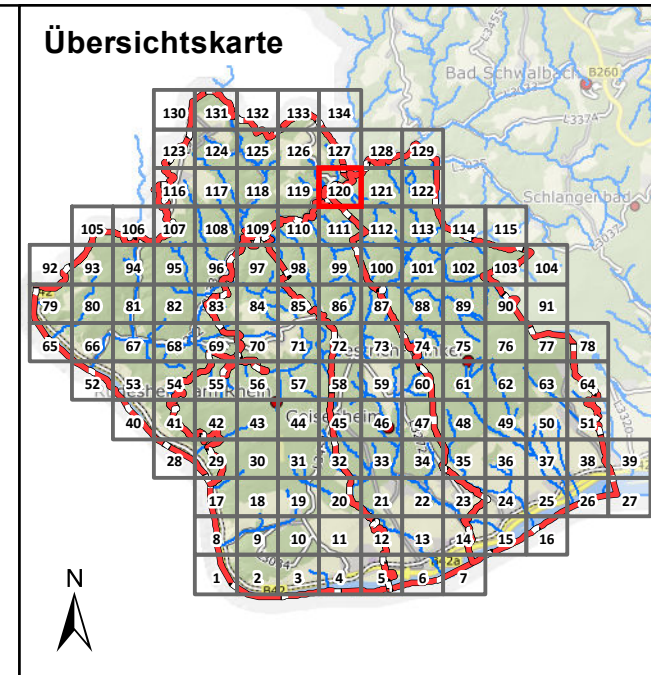 Übersichtskarte
L3455
Bad Schwalbach
B260
L3374
130 131 132 133 134
123 124 125 126 127 128 129
L3035
116 117 118 119 120 121 122
Schlangenbad
L3037
105 106 107 108 109 110 111 112 113 114 115
92 93 94 95 96 97 98 99 100 101 102 103 104
79 80 81 82 83 84 85 86 87 88 89 90 91
65 66 67 68 69 70 71 72 73 74 75 76 77 78
52 53 54 55 56 57 58 59 60 61 62 63 64
L3320
40 41 42 43 44 45 46 47 48 49 50 51
28 29 30 31 32 33 34 35 36 37 38 39
17 18 19 20 21 22 23 24 25 26 27
8 9 10 11 12 13 14 15 16
L3034
B42a
1 2 3 4 5 6 7
B42
N